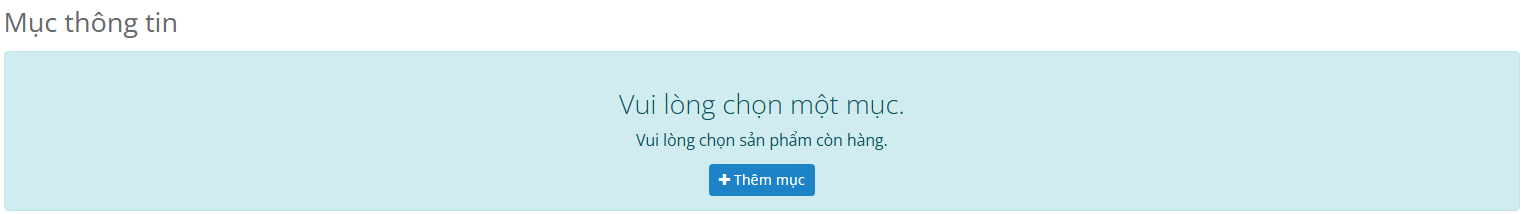 Mục thông tin
Vui lòng chọn một mục.
Vui lòng chọn sản phẩm còn hàng.
Thêm mục